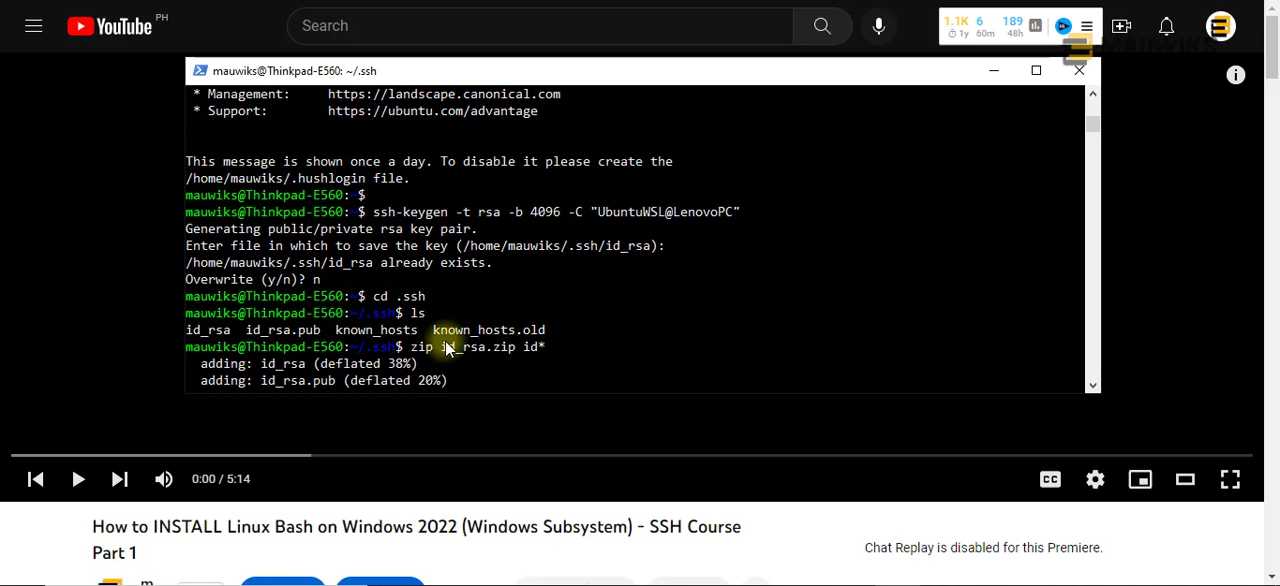 YouTube PH
Search
1.1K 6 189
1y 60m 48h
MAUWIKS
mauwiks@Thinkpad-E560: ~/.ssh
* Management: https://landscape.canonical.com
* Support: https://ubuntu.com/advantage
This message is shown once a day. To disable it please create the
/home/mauwiks/.hushlogin file.
mauwiks@Thinkpad-E560:~$
mauwiks@Thinkpad-E560:~$ ssh-keygen -t rsa -b 4096 -C "UbuntuWSL@LenovoPC"
Generating public/private rsa key pair.
Enter file in which to save the key (/home/mauwiks/.ssh/id_rsa):
/home/mauwiks/.ssh/id_rsa already exists.
Overwrite (y/n)? n
mauwiks@Thinkpad-E560:~$ cd .ssh
mauwiks@Thinkpad-E560:~/.ssh$ ls
id_rsa id_rsa.pub known_hosts known_hosts.old
mauwiks@Thinkpad-E560:~/.ssh$ zip id_rsa.zip id*
adding: id_rsa (deflated 38%)
adding: id_rsa.pub (deflated 20%)
0:00 / 5:14
CC
How to INSTALL Linux Bash on Windows 2022 (Windows Subsystem) - SSH Course
Part 1
Chat Replay is disabled for this Premiere.